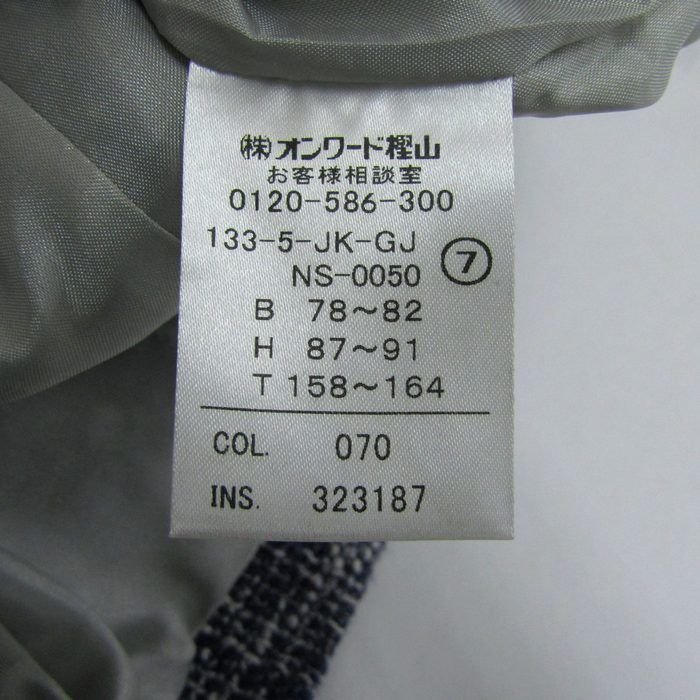 (株)オンワード樫山
お客様相談室
0120-586-300
133-5-JK-GJ
NS-0050 ⑦
B 78~82
H 87~91
T 158~164
COL. 070
INS. 323187